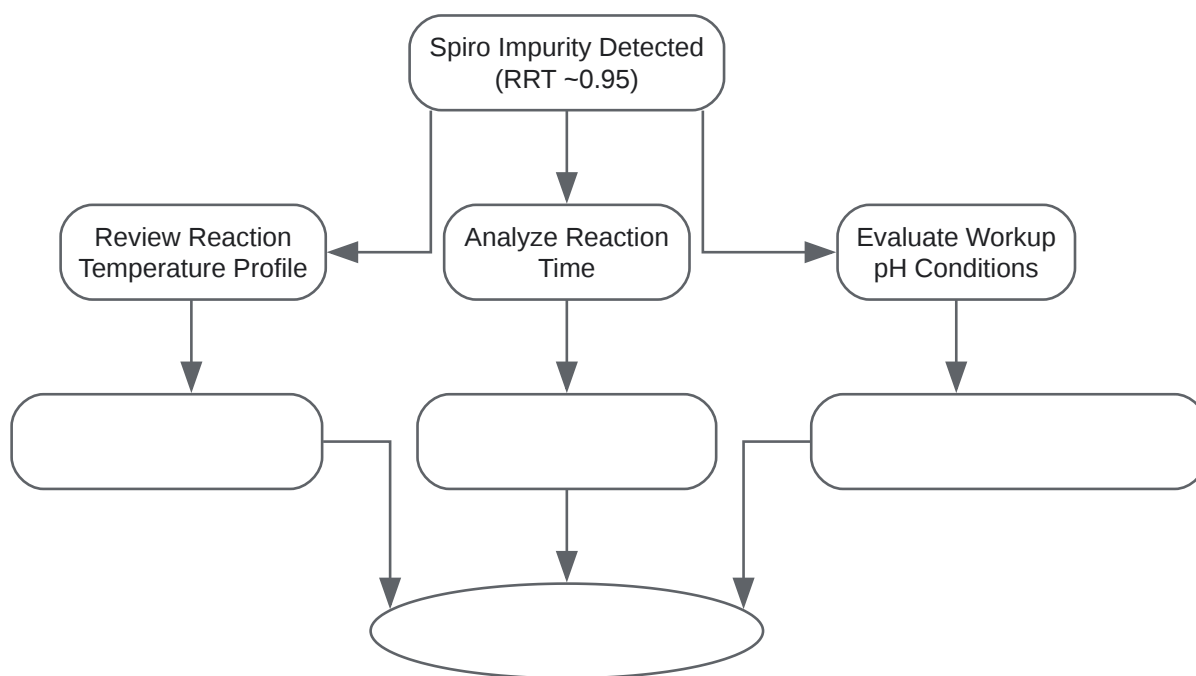 Spiro Impurity Detected
(RRT ~0.95)
Review Reaction
Temperature Profile
Analyze Reaction
Time
Evaluate Workup
pH Conditions